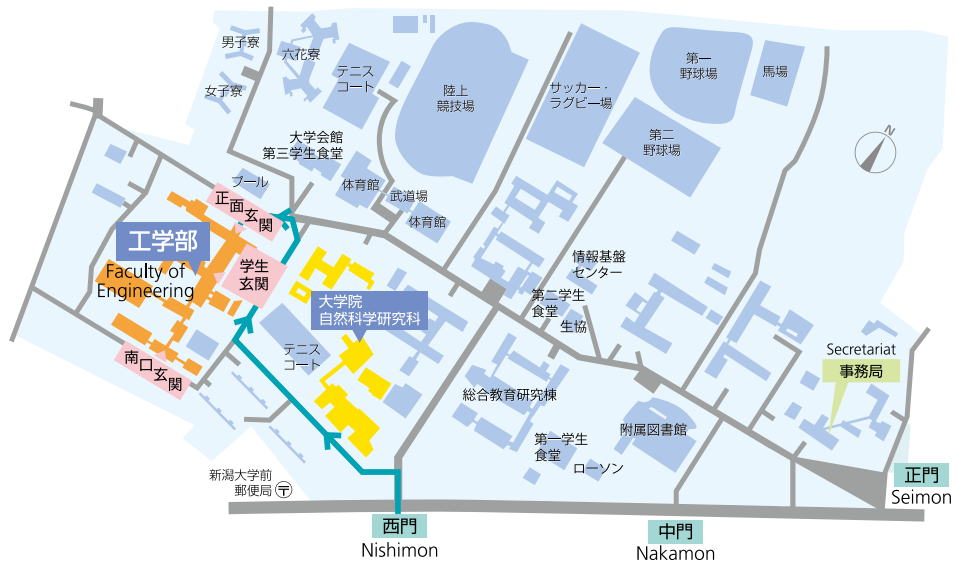 男子寮
六花寮
女子寮
テニス
コート
陸上
競技場
サッカー・
ラグビー場
第一
野球場
馬場
第二
野球場
N
大学会館
第三学生食堂
プール
体育館
武道場
体育館
正面玄関
工学部
Faculty of
Engineering
学生
玄関
南口玄関
大学院
自然科学研究科
テニス
コート
情報基盤
センター
第二学生
食堂
生協
総合教育研究棟
第一学生
食堂
ローソン
附属図書館
Secretariat
事務局
新潟大学前
郵便局〶
西門
Nishimon
中門
Nakamon
正門
Seimon